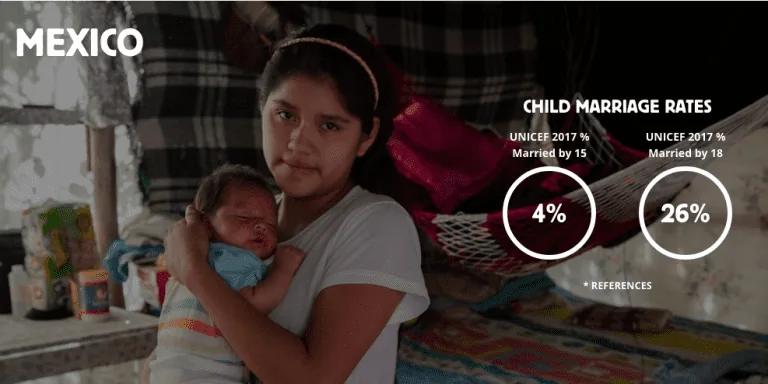 MEXICO
CHILD MARRIAGE RATES
UNICEF 2017 %
Married by 15
UNICEF 2017 %
Married by 18
4%
26%
* REFERENCES